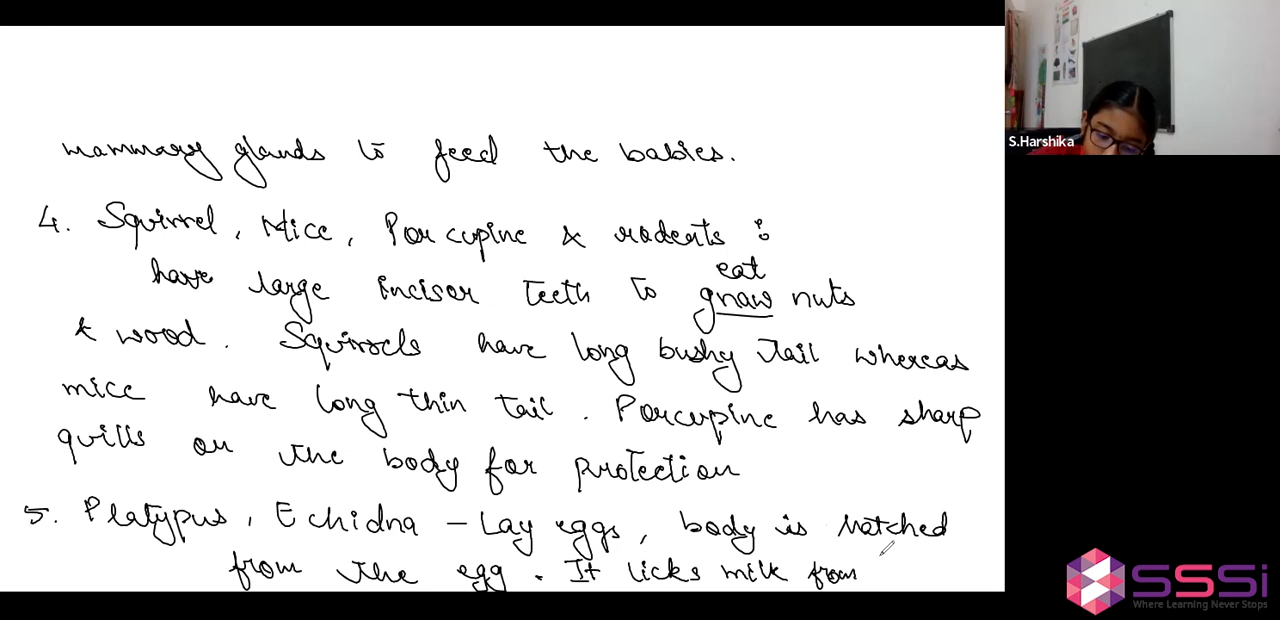 mammary glands to feed the babies.
4. Squirrel, Mice, Porcupine & rodents :
eat
have large incisor teeth to gnaw nuts
& wood. Squirrels have long bushy tail whereas
mice have long thin tail. Porcupine has sharp
quills on the body for protection
5. Platypus, Echidna - Lay eggs, body is hatched
from the egg. It licks milk from
S.Harshika
SSSi
Where Learning Never Stops